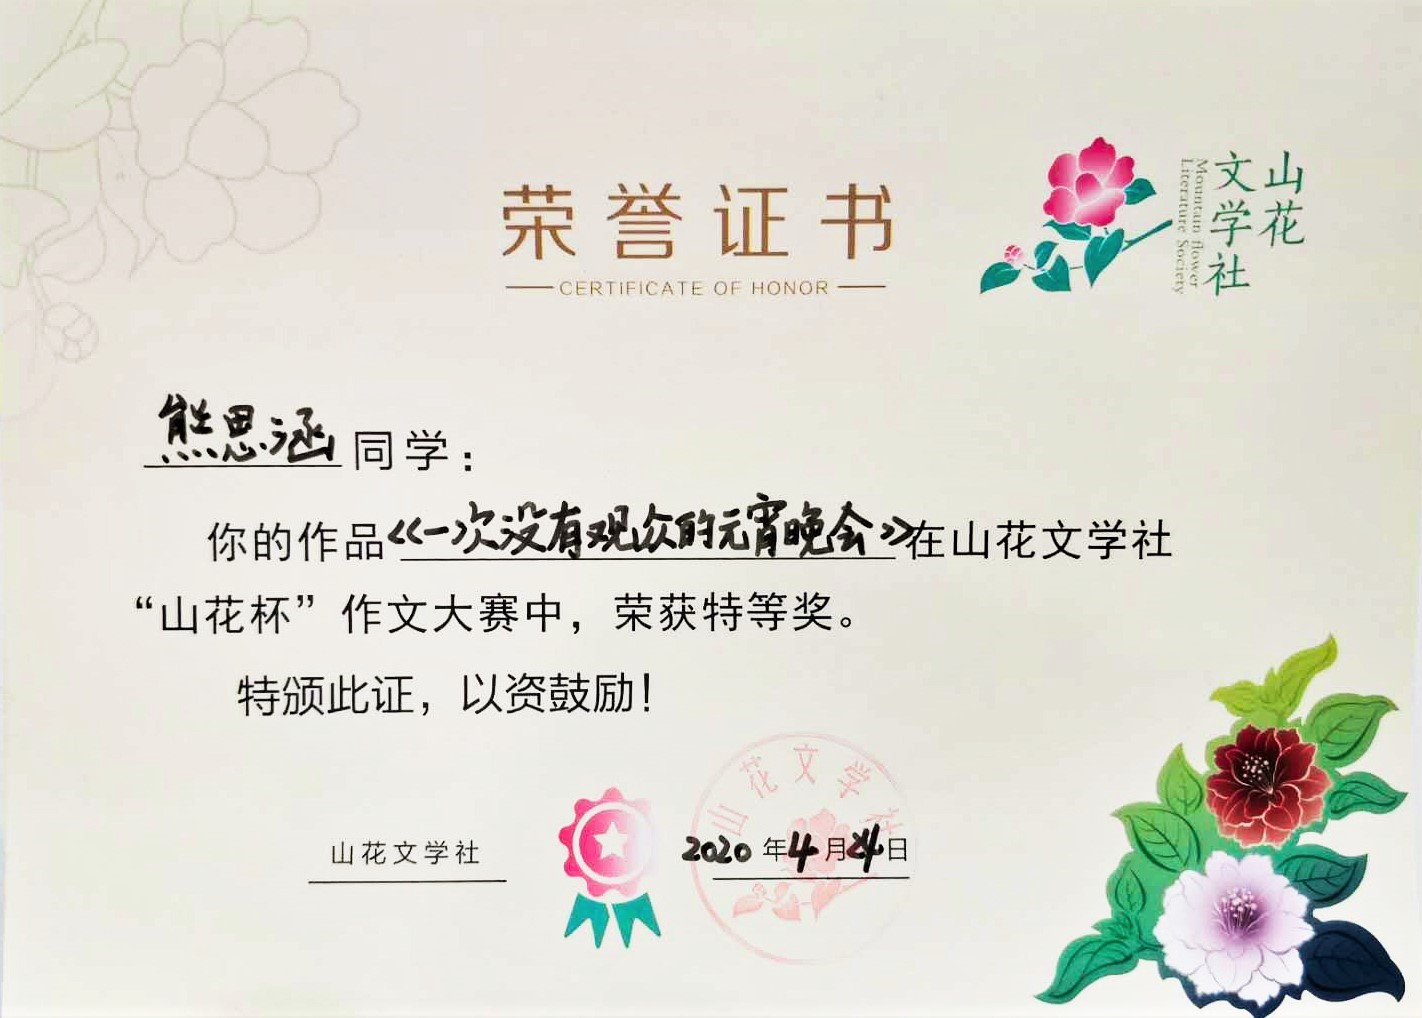 荣誉证书
CERTIFICATE OF HONOR
山花
文学社
Mountain flower
Literature Society
熊思涵同学：
你的作品《一次没有观众的元宵晚会》在山花文学社
“山花杯”作文大赛中，荣获特等奖。
特颁此证，以资鼓励！
山花文学社
山花文学社
2020年4月24日